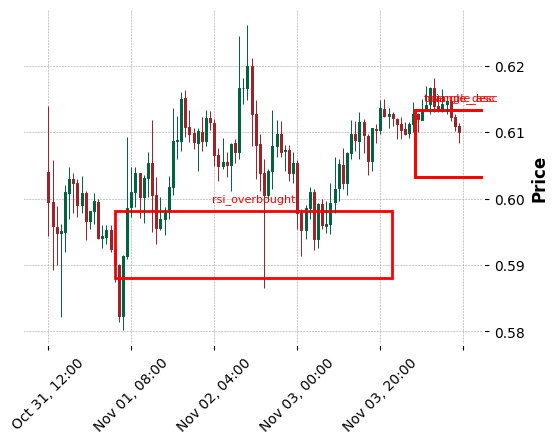 0.62
0.61
0.60
0.59
0.58
Price
rsi_overbought
Oct 31, 12:00
Nov 01, 08:00
Nov 02, 04:00
Nov 03, 00:00
Nov 03, 20:00